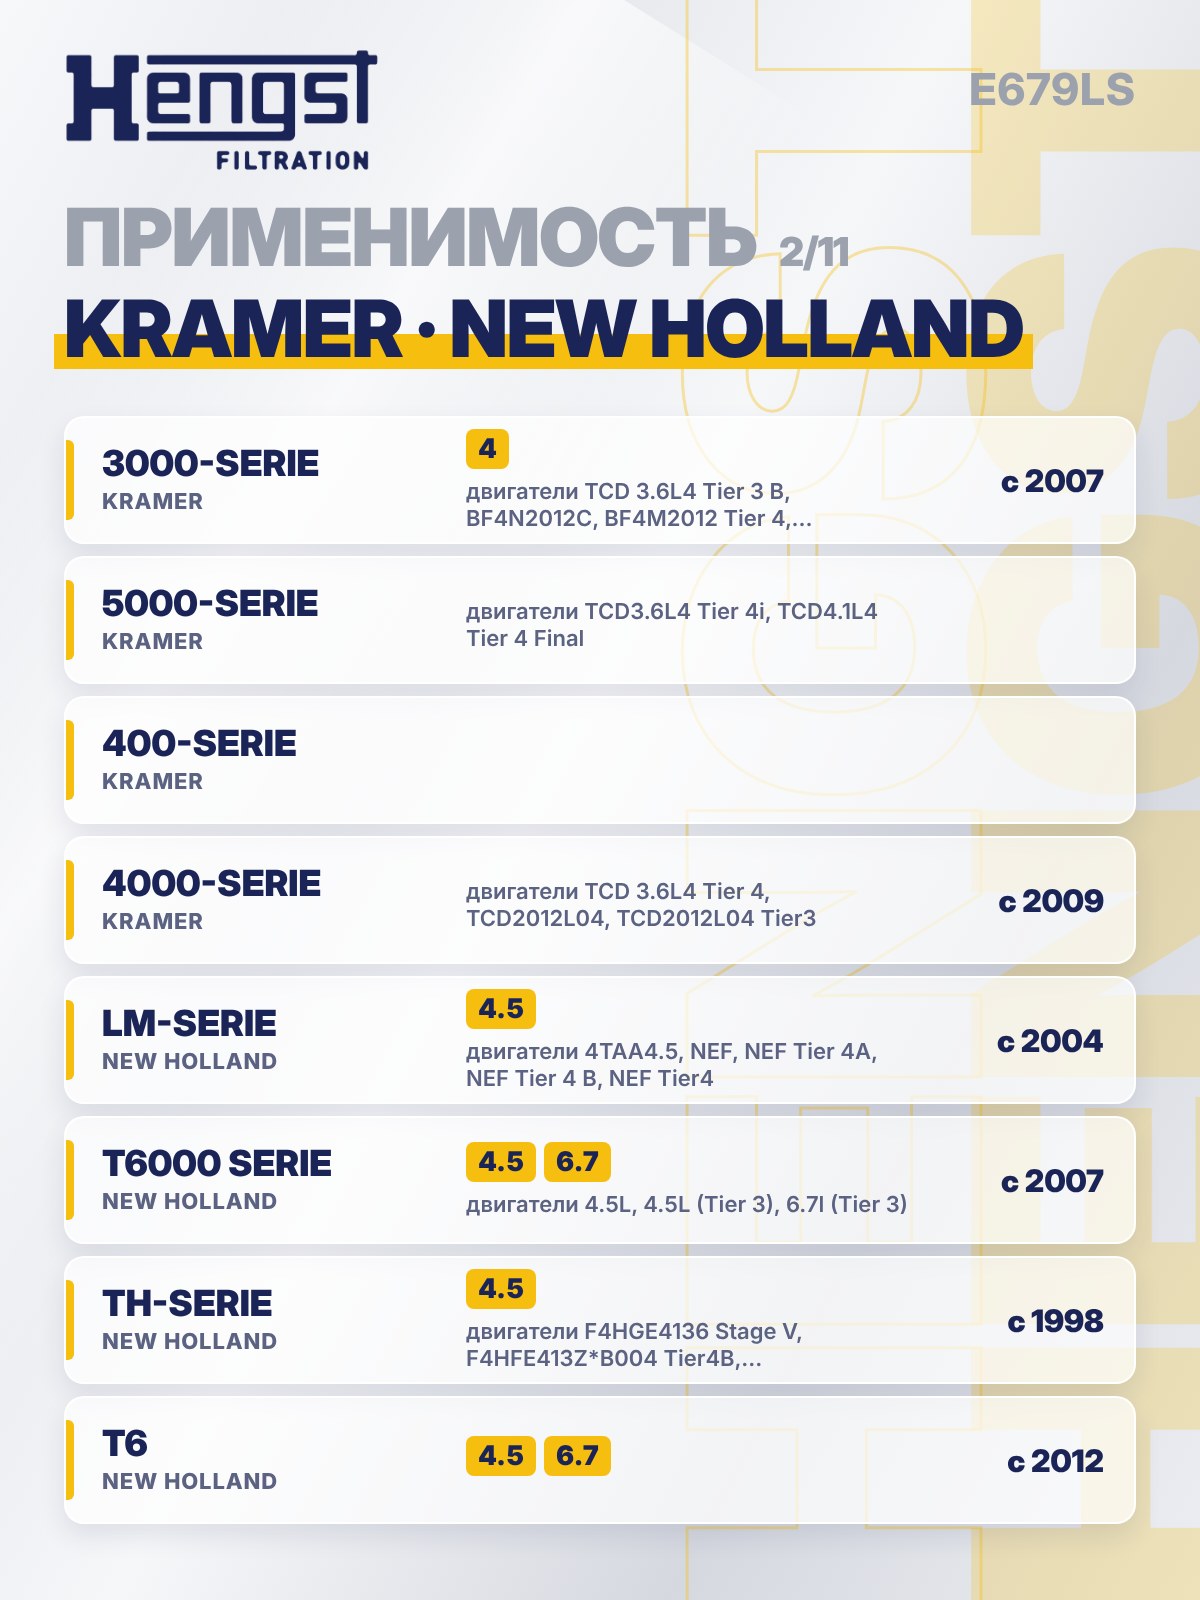 Hengst
FILTRATION
E679LS
ПРИМЕНИМОСТЬ 2/11
KRAMER · NEW HOLLAND
3000-SERIE
KRAMER
4
двигатели TCD 3.6L4 Tier 3 B,
BF4N2012C, BF4M2012 Tier 4,...
с 2007
5000-SERIE
KRAMER
двигатели TCD3.6L4 Tier 4i, TCD4.1L4
Tier 4 Final
400-SERIE
KRAMER
4000-SERIE
KRAMER
двигатели TCD 3.6L4 Tier 4,
TCD2012L04, TCD2012L04 Tier3
с 2009
LM-SERIE
NEW HOLLAND
4.5
двигатели 4TAA4.5, NEF, NEF Tier 4A,
NEF Tier 4 B, NEF Tier4
с 2004
T6000 SERIE
NEW HOLLAND
4.5 6.7
двигатели 4.5L, 4.5L (Tier 3), 6.7l (Tier 3)
с 2007
TH-SERIE
NEW HOLLAND
4.5
двигатели F4HGE4136 Stage V,
F4HFE413Z*B004 Tier4B,...
с 1998
T6
NEW HOLLAND
4.5 6.7
с 2012
HENGST
HENGST